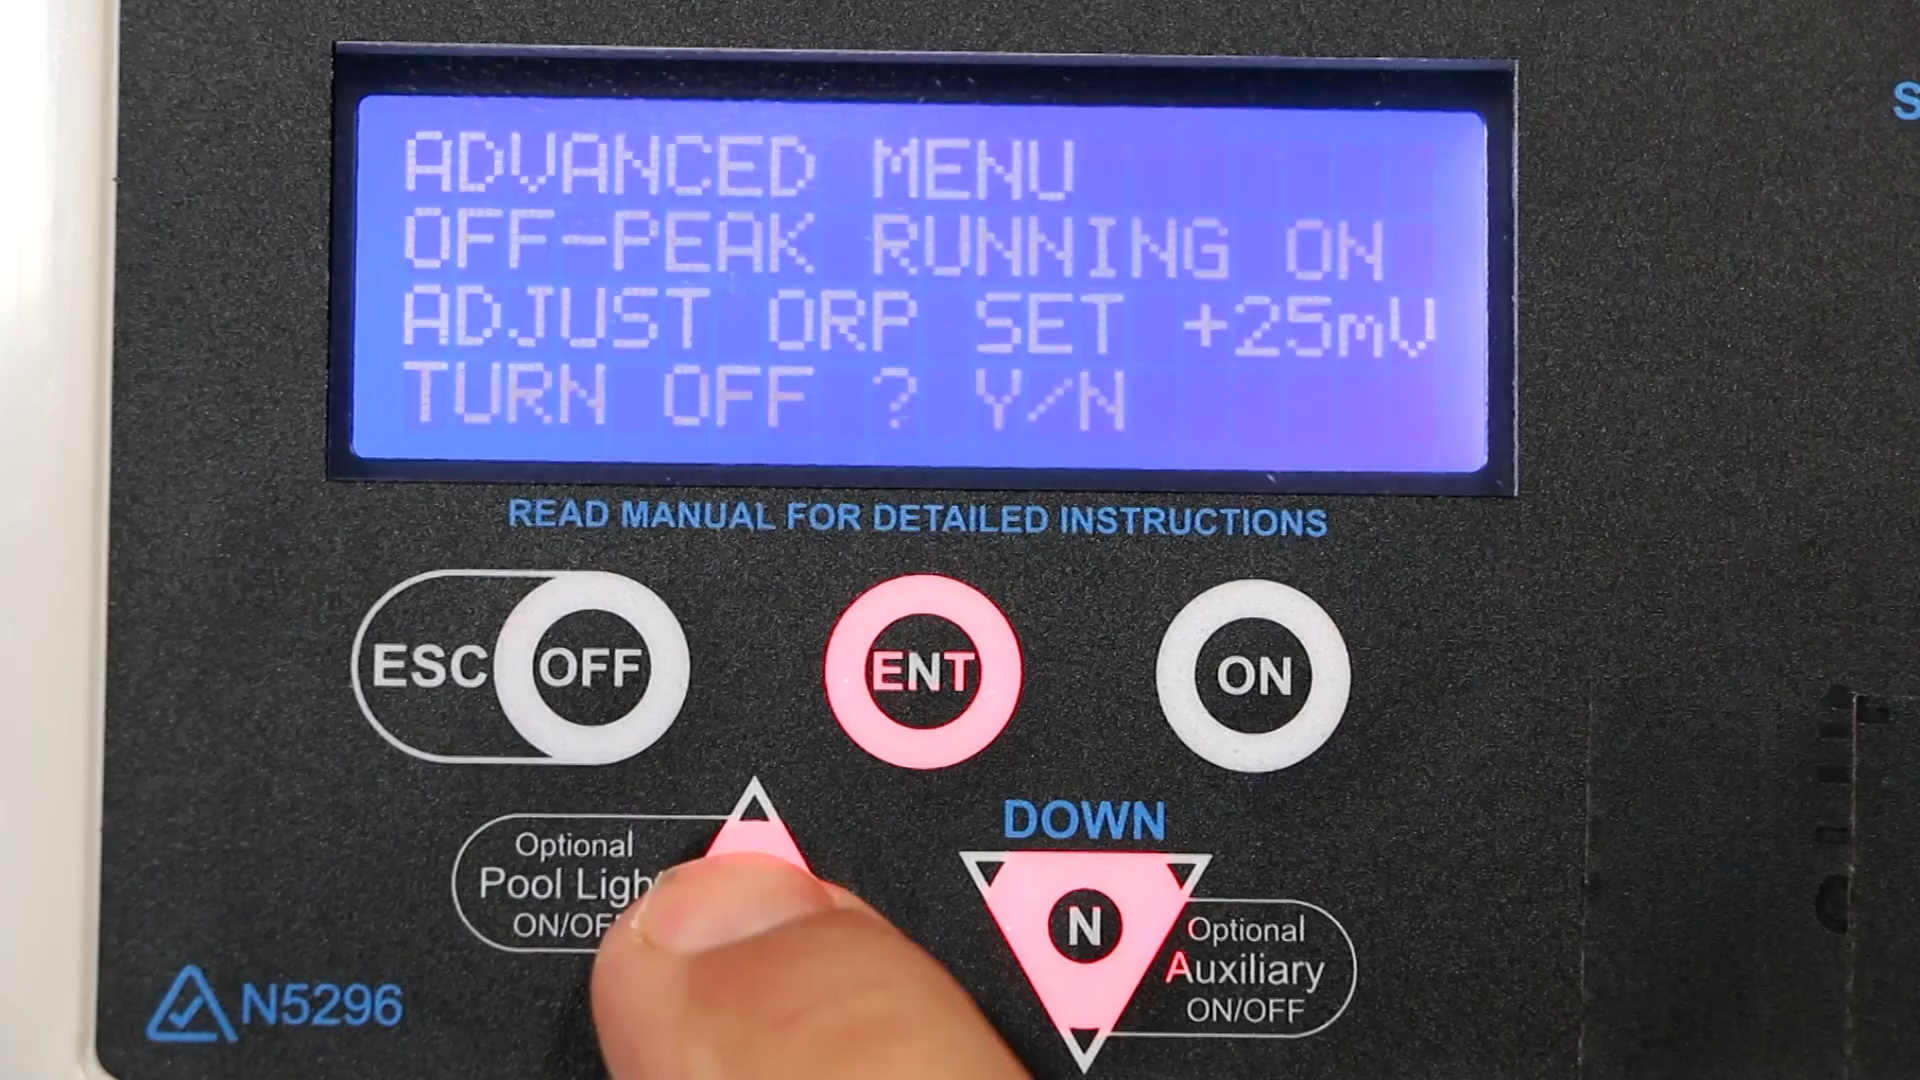 S
ADVANCED MENU
OFF-PEAK RUNNING ON
ADJUST ORP SET +25mV
TURN OFF ? Y/N
READ MANUAL FOR DETAILED INSTRUCTIONS
ESC OFF
ENT
ON
DOWN
Optional
Pool Ligh
ON/OF
N
Optional
Auxiliary
ON/OFF
N5296